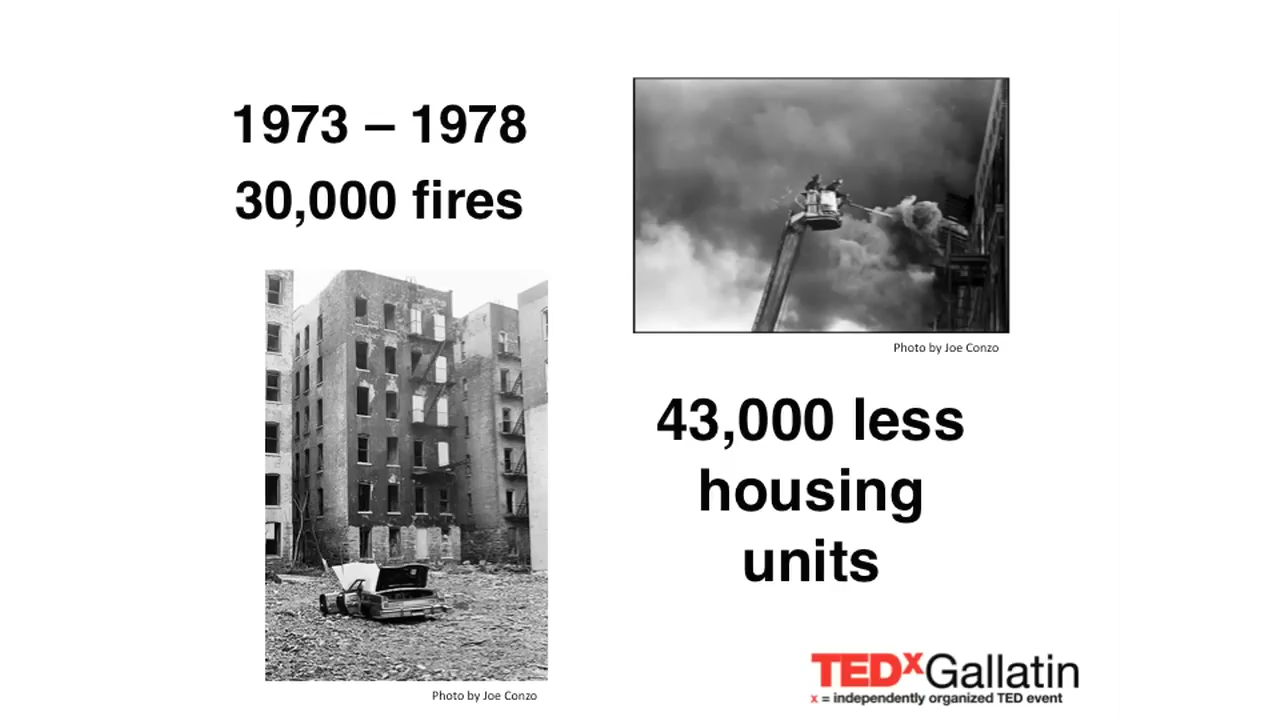 1973 – 1978
30,000 fires
Photo by Joe Conzo
Photo by Joe Conzo
43,000 less
housing
units
TEDxGallatin
x = independently organized TED event